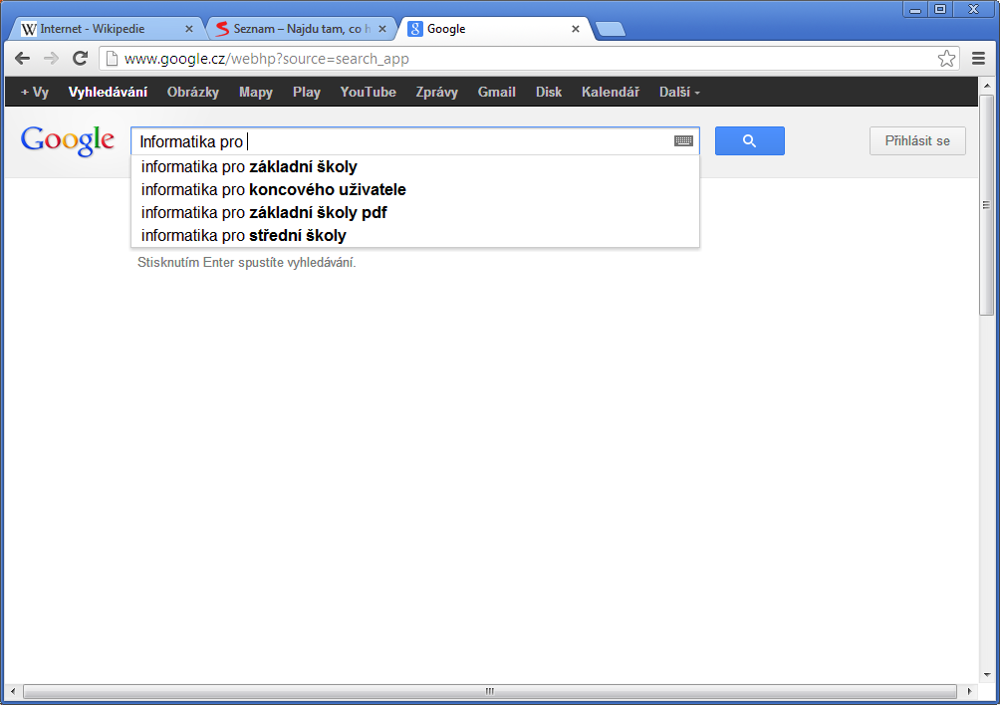 Internet - Wikipedie
Seznam – Najdu tam, co h
Google
www.google.cz/webhp?source=search_app
+ Vy Vyhledávání Obrázky Mapy Play YouTube Zprávy Gmail Disk Kalendář Další
Google Informatika pro Přihlásit se
informatika pro základní školy
informatika pro koncového uživatele
informatika pro základní školy pdf
informatika pro střední školy
Stisknutím Enter spustíte vyhledávání.